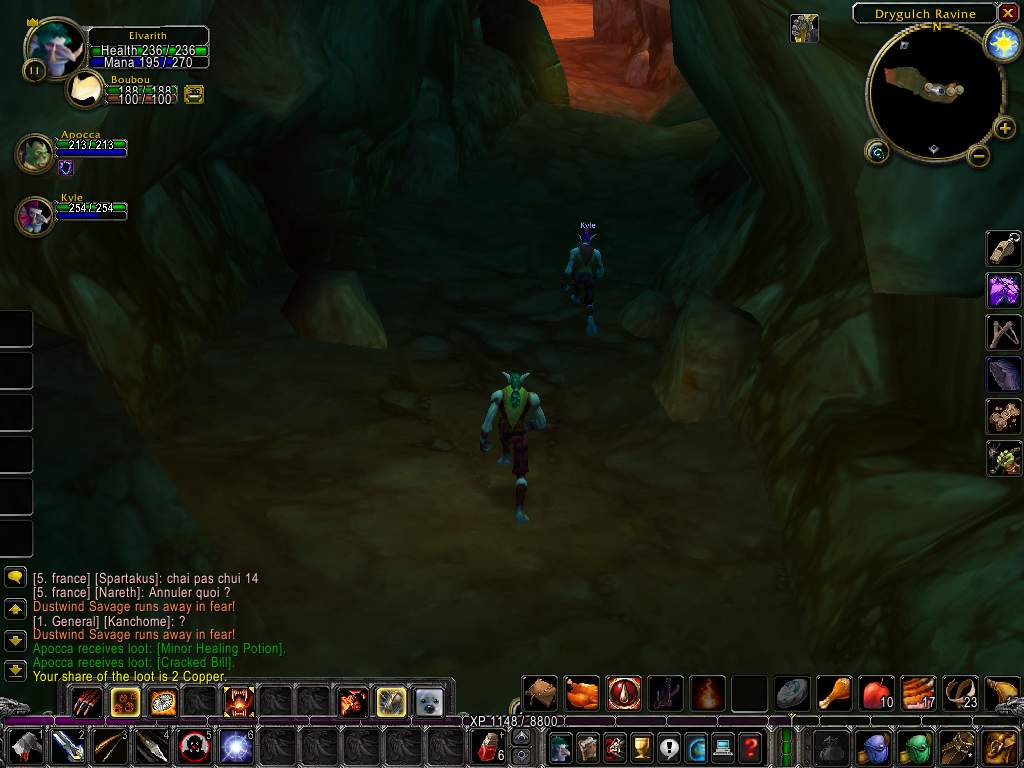 Elvarith
Health 236 / 236
Mana 195 / 270
11
Boubou
188 / 188
100 / 100
Apocca
213 / 213
Kyle
254 / 254
Drygulch Ravine
N
Kyle
[5. france] [Spartakus]: chai pas chui 14
[5. france] [Nareth]: Annuler quoi ?
Dustwind Savage runs away in fear!
[1. General] [Kanchome]: ?
Dustwind Savage runs away in fear!
Apocca receives loot: [Minor Healing Potion].
Apocca receives loot: [Cracked Bill].
Your share of the loot is 2 Copper.
10
17
23
XP 1148 / 8800
2
3
4
5
6
6